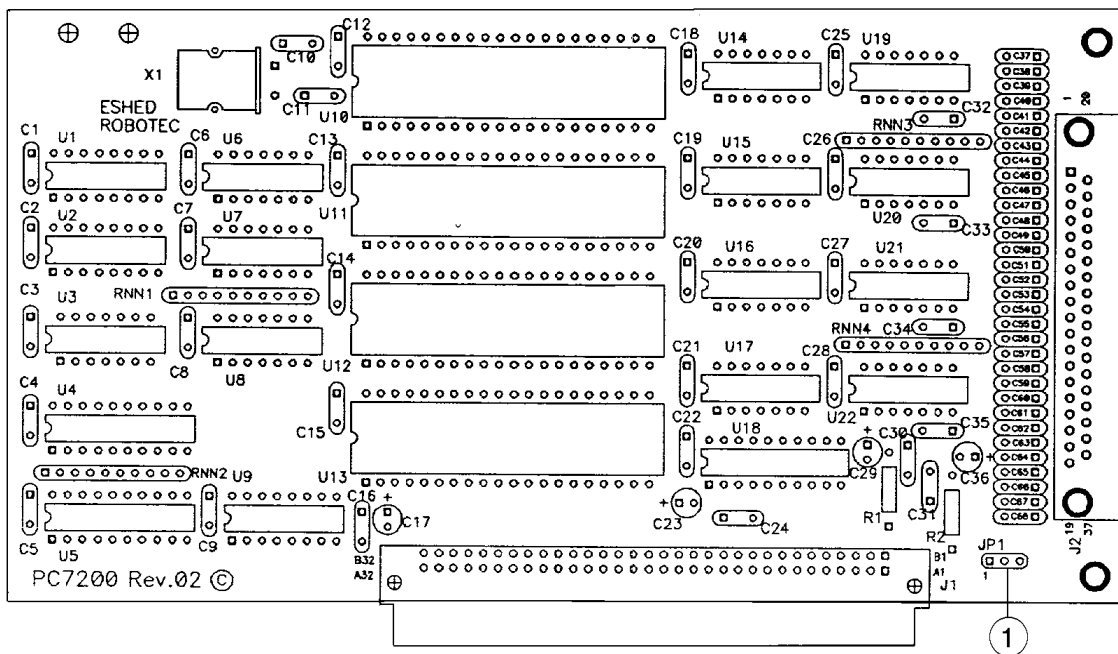 C12
C10
X1
C11
U10
ESHED
ROBOTEC
C18
U14
C25
U19
C32
RNN3
C1
U1
C6
U6
C13
C19
U15
C26
C2
U2
C7
U7
U11
U20
C33
C14
C20
U16
C27
U21
C3
U3
RNN1
RNN4
C34
C8
U8
U12
C21
U17
C28
U22
C4
U4
C15
C22
U18
C30
C35
C29
C36
+
+
RNN2
U9
U13
C16
+
C17
+
C23
C24
R1
C31
R2
C5
U5
C9
PC7200 Rev.02 ©
B32
A32
B1
A1
J1
JP1
1
J2
1
20
19
37
C37
C38
C39
C40
C41
C42
C43
C44
C45
C46
C47
C48
C49
C50
C51
C52
C53
C54
C55
C56
C57
C58
C59
C60
C61
C62
C63
C64
C65
C66
C67
C68
1